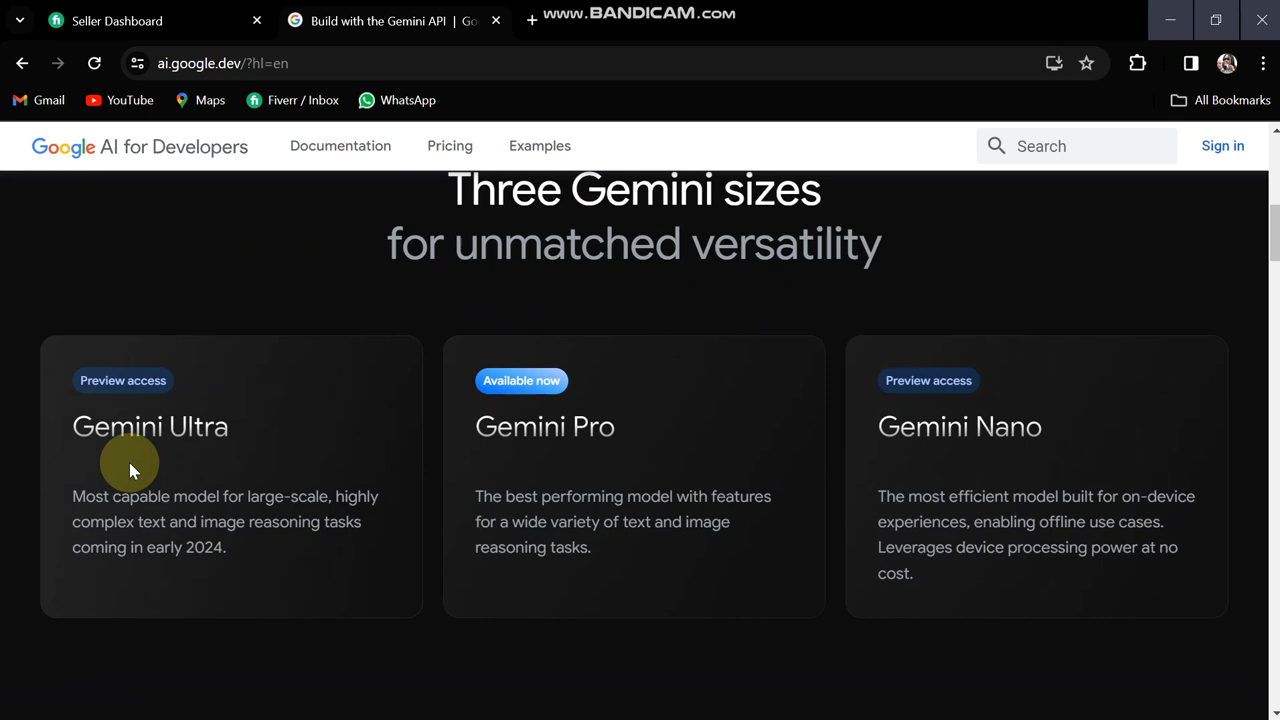 Seller Dashboard
Build with the Gemini API | Go
www.BANDICAM.com
ai.google.dev/?hl=en
Gmail
YouTube
Maps
Fiverr / Inbox
WhatsApp
All Bookmarks
Google AI for Developers
Documentation
Pricing
Examples
Search
Sign in
Three Gemini sizes
for unmatched versatility
Preview access
Gemini Ultra
Most capable model for large-scale, highly
complex text and image reasoning tasks
coming in early 2024.
Available now
Gemini Pro
The best performing model with features
for a wide variety of text and image
reasoning tasks.
Preview access
Gemini Nano
The most efficient model built for on-device
experiences, enabling offline use cases.
Leverages device processing power at no
cost.